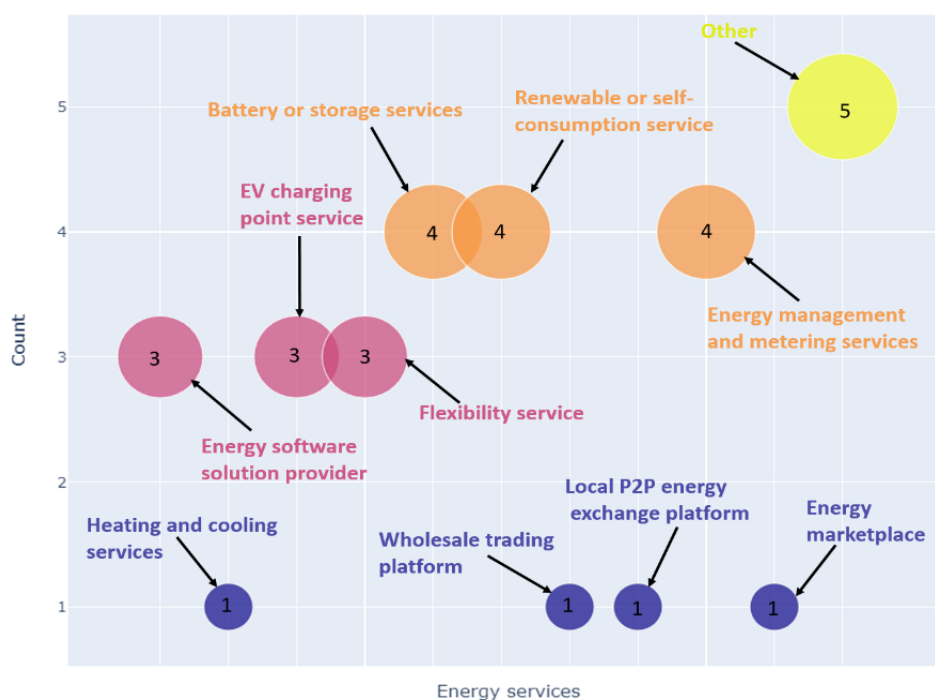 Other
Battery or storage services
Renewable or self-
consumption service
5
5
EV charging
point service
4
4
4
4
Energy management
and metering services
Count
3
3
3
3
Flexibility service
Energy software
solution provider
2
Heating and cooling
services
Wholesale trading
platform
Local P2P energy
exchange platform
Energy
marketplace
1
1
1
1
1
Energy services